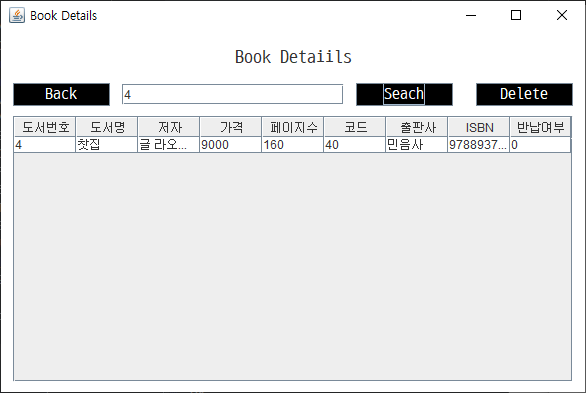 Book Details
Book Detaiils
Back 4 Seach Delete
도서번호 도서명 저자 가격 페이지수 코드 출판사 ISBN 반납여부
4 찻집 글 라오... 9000 160 40 민음사 9788937... 0